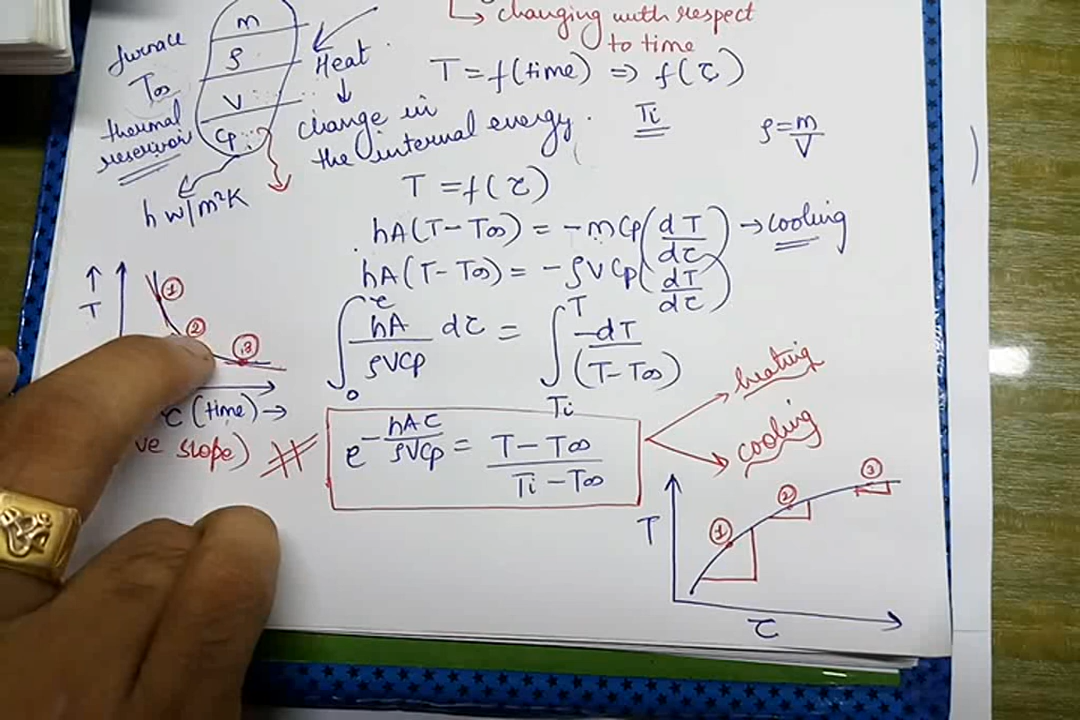 ↳ changing with respect
to time
furnace
T∞
thermal
reservoir
m
ρ
V
Cp
Heat
↓
change in
the internal energy.
h W/m²K
T = f(time) ⇒ f(τ)
Ti
ρ = m/V
T = f(τ)
hA(T - T∞) = -mCp(dT/dτ) → cooling
hA(T - T∞) = -ρVCp(dT/dτ)
∫₀^τ hA/ρVCp dτ = ∫_Ti^T -dT/(T - T∞)
↑
T
①
②
③
τ (time) →
ve slope)
e^(-hAτ/ρVCp) = (T - T∞)/(Ti - T∞)
heating
cooling
T
①
②
③
τ